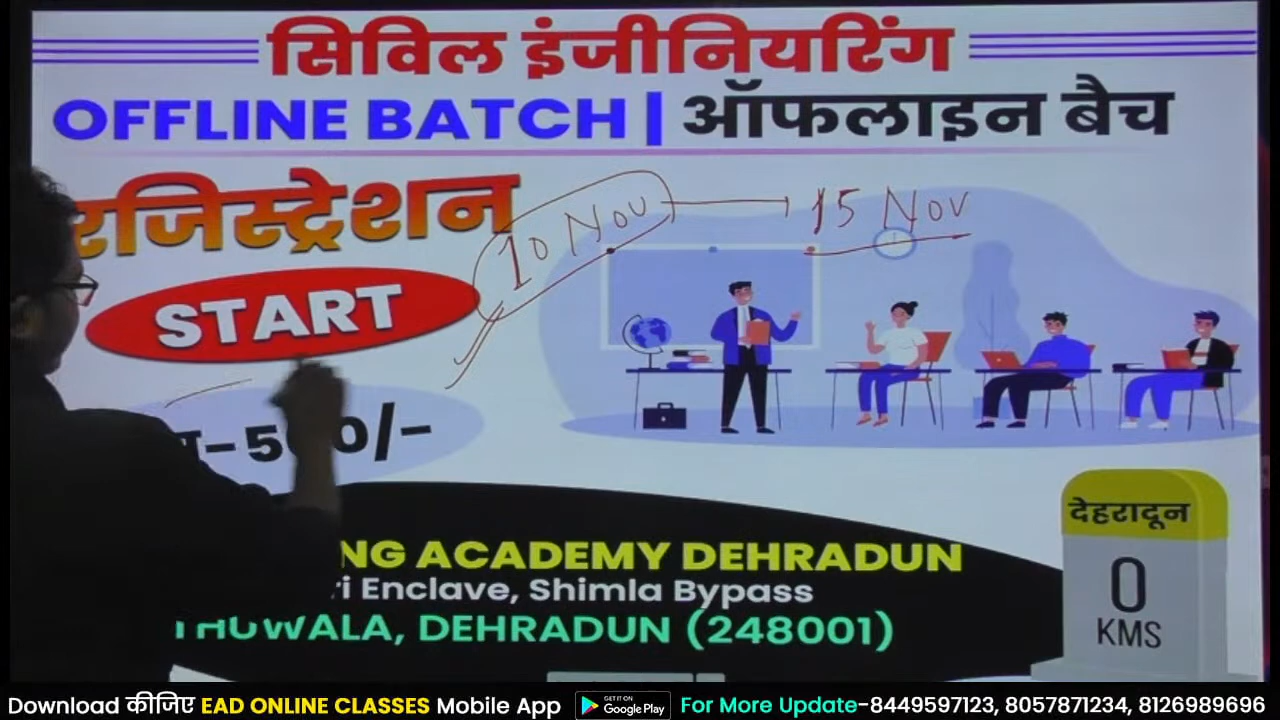 सिविल इंजीनियरिंग
OFFLINE BATCH | ऑफलाइन बैच
रजिस्ट्रेशन
10 Nov 15 Nov
START
/-
ACADEMY DEHRADUN
Enclave, Shimla Bypass
DEHRADUN (248001)
देहरादून
0
KMS
Download कीजिए EAD ONLINE CLASSES Mobile App GET IT ON Google Play For More Update-8449597123, 8057871234, 8126989696